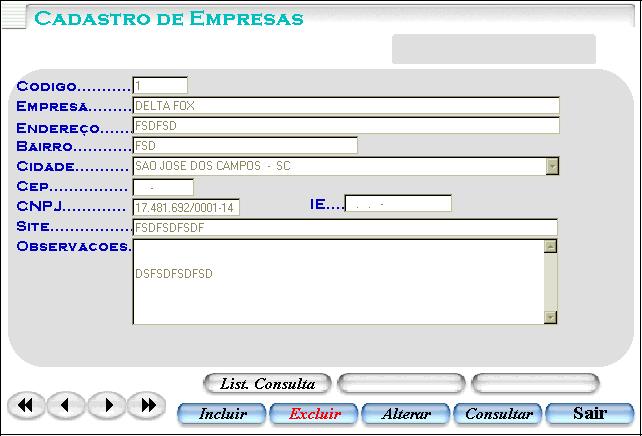 Cadastro de Empresas
Codigo........... 1
Empresa......... DELTA FOX
Endereço...... FSDFSD
Bairro............ FSD
Cidade........... SAO JOSE DOS CAMPOS - SC
Cep................ -
CNPJ............. 17.481.692/0001-14 IE.... . . -
Site................. FSDFSDFSDF
Observacoes.
DSFSDFSDFSD
List. Consulta
Incluir Excluir Alterar Consultar Sair